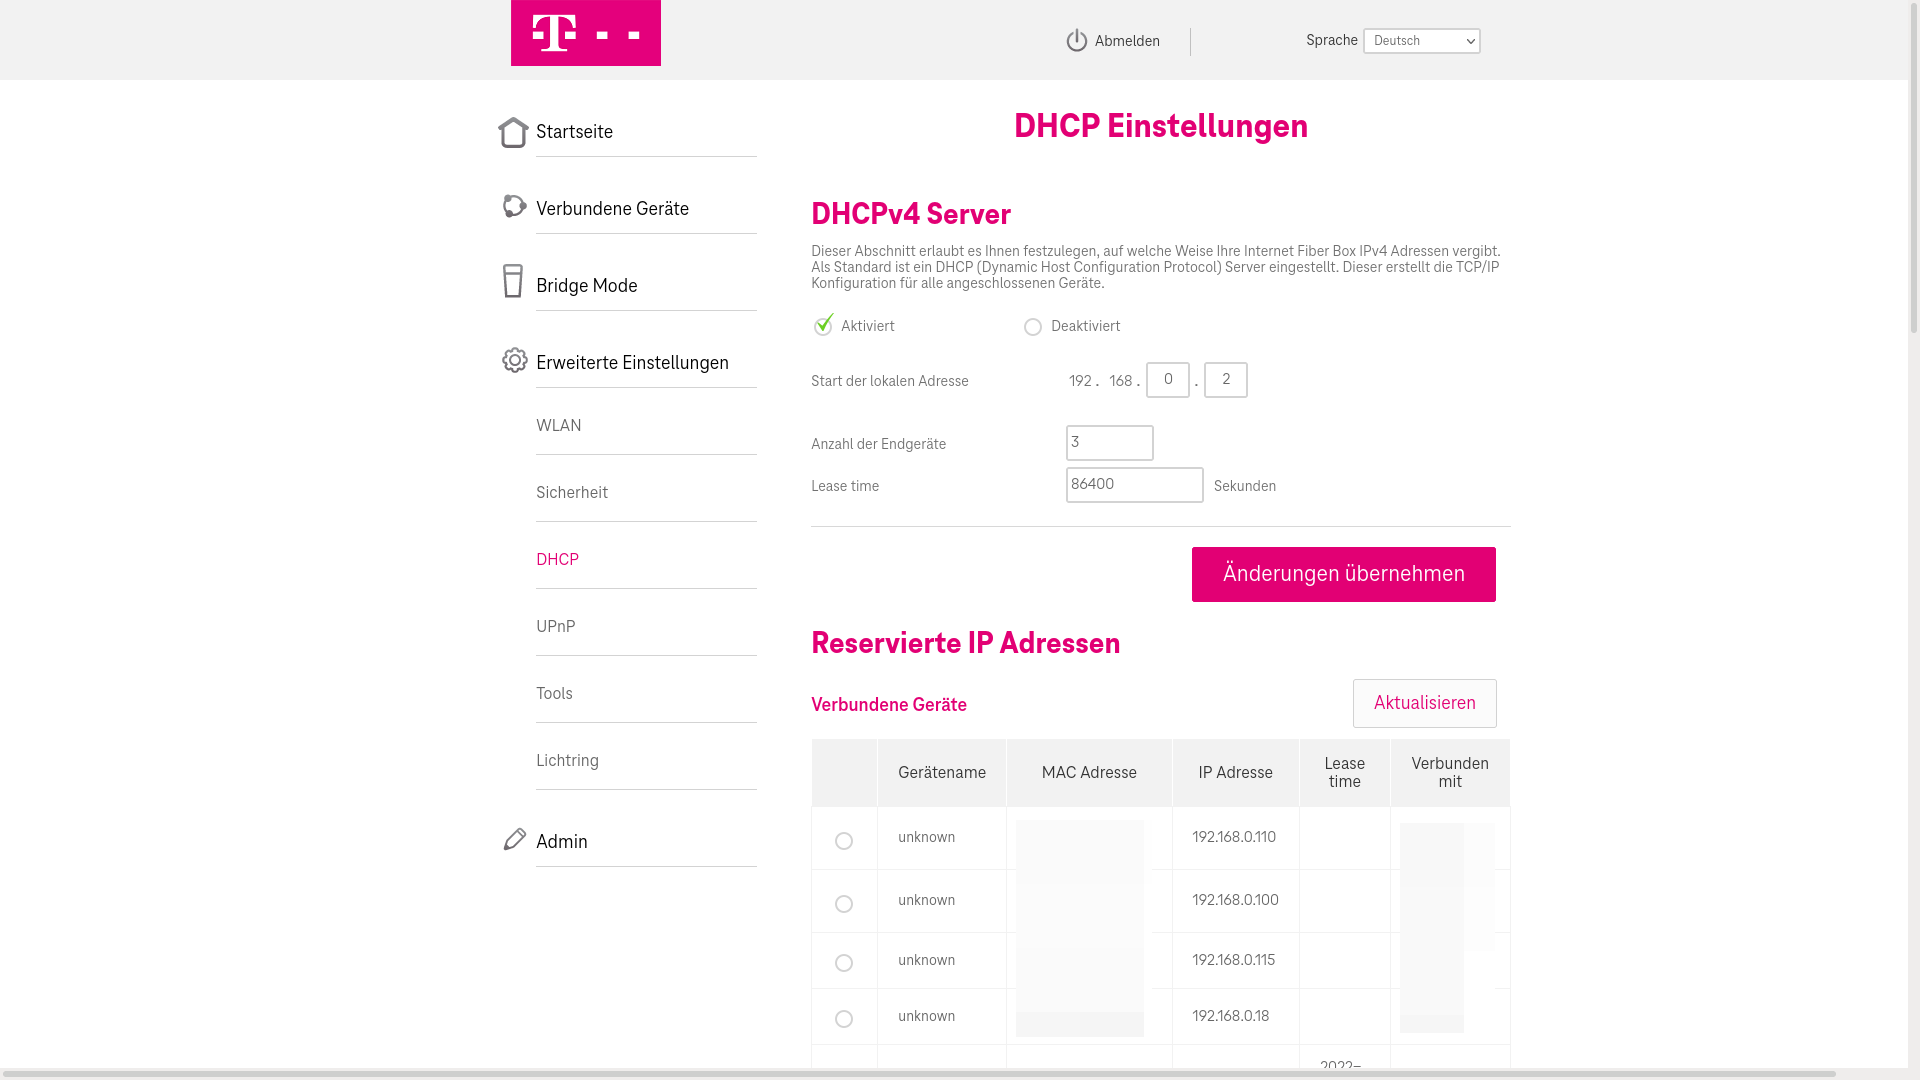 T
Abmelden
Sprache
Deutsch
Startseite
Verbundene Geräte
Bridge Mode
Erweiterte Einstellungen
WLAN
Sicherheit
DHCP
UPnP
Tools
Lichtring
Admin
DHCP Einstellungen
DHCPv4 Server
Dieser Abschnitt erlaubt es Ihnen festzulegen, auf welche Weise Ihre Internet Fiber Box IPv4 Adressen vergibt.
Als Standard ist ein DHCP (Dynamic Host Configuration Protocol) Server eingestellt. Dieser erstellt die TCP/IP
Konfiguration für alle angeschlossenen Geräte.
Aktiviert Deaktiviert
Start der lokalen Adresse 192 . 168 . 0 . 2
Anzahl der Endgeräte 3
Lease time 86400 Sekunden
Änderungen übernehmen
Reservierte IP Adressen
Verbundene Geräte Aktualisieren
Gerätename MAC Adresse IP Adresse Lease time Verbunden mit
unknown 192.168.0.110
unknown 192.168.0.100
unknown 192.168.0.115
unknown 192.168.0.18
2022-